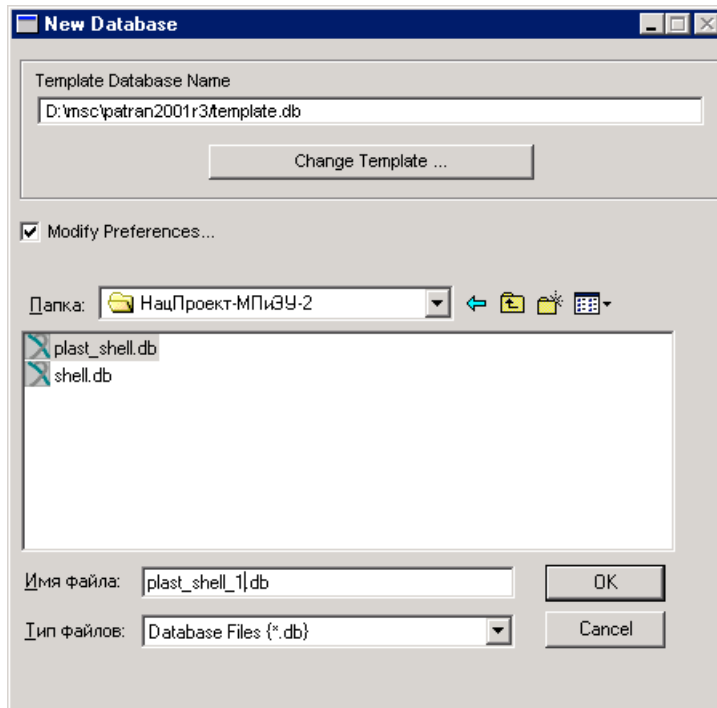 New Database
Template Database Name
D:\msc\patran2001r3/template.db
Change Template ...
Modify Preferences...
Папка: НацПроект-МПиЭУ-2
plast_shell.db
shell.db
Имя файла: plast_shell_1.db OK
Тип файлов: Database Files {*.db} Cancel